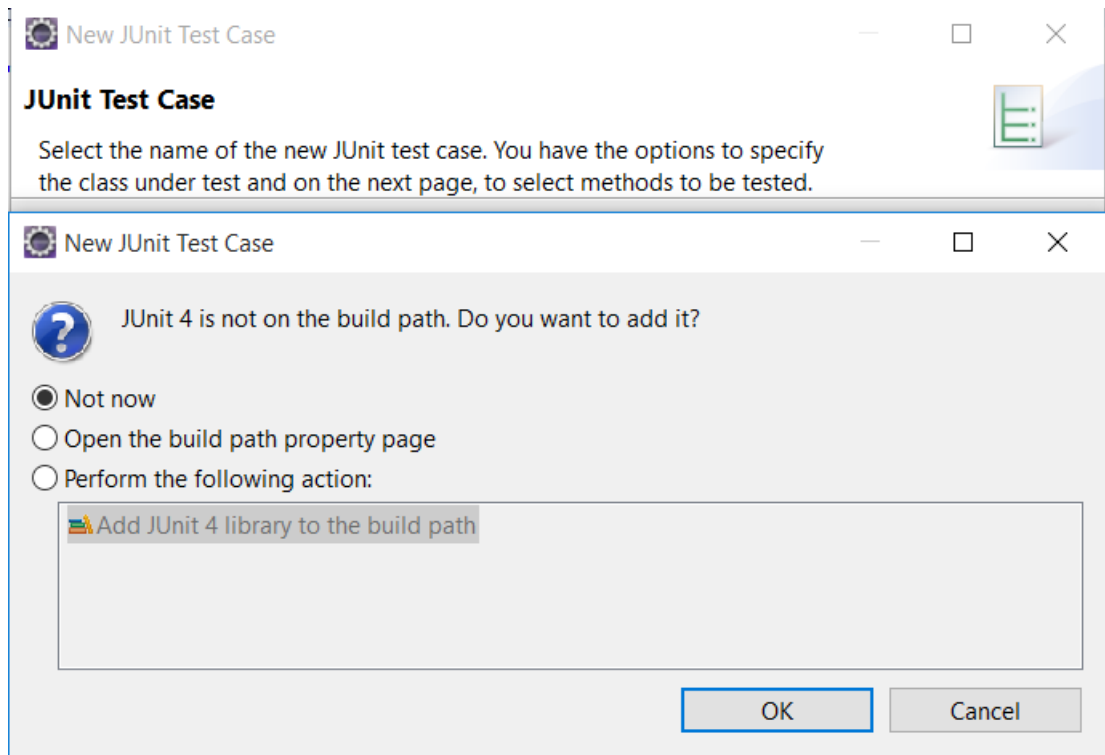 New JUnit Test Case
JUnit Test Case
Select the name of the new JUnit test case. You have the options to specify
the class under test and on the next page, to select methods to be tested.
New JUnit Test Case
JUnit 4 is not on the build path. Do you want to add it?
Not now
Open the build path property page
Perform the following action:
Add JUnit 4 library to the build path
OK
Cancel